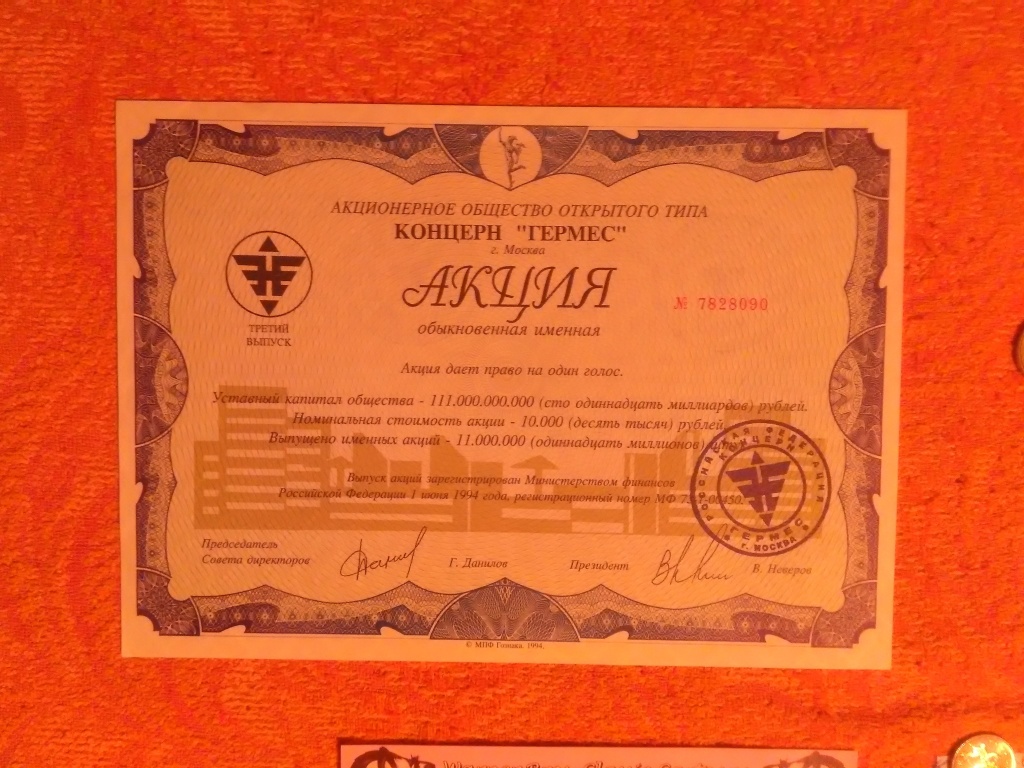 АКЦИОНЕРНОЕ ОБЩЕСТВО ОТКРЫТОГО ТИПА
КОНЦЕРН "ГЕРМЕС"
г. Москва
АКЦИЯ
№ 7828090
обыкновенная именная
ТРЕТИЙ
ВЫПУСК
Акция дает право на один голос.
Уставный капитал общества - 111.000.000.000 (сто одиннадцать миллиардов) рублей.
Номинальная стоимость акции - 10.000 (десять тысяч) рублей.
Выпущено именных акций - 11.000.000 (одиннадцать миллионов)
Выпуск акций зарегистрирован Министерством финансов
Российской Федерации 1 июня 1994 года, регистрационный номер МФ
РОССИЙСКАЯ ФЕДЕРАЦИЯ
КОНЦЕРН
ГЕРМЕС
г. МОСКВА
Председатель
Совета директоров
Г. Данилов
Президент
В. Неверов
© МПФ Гознака. 1994.